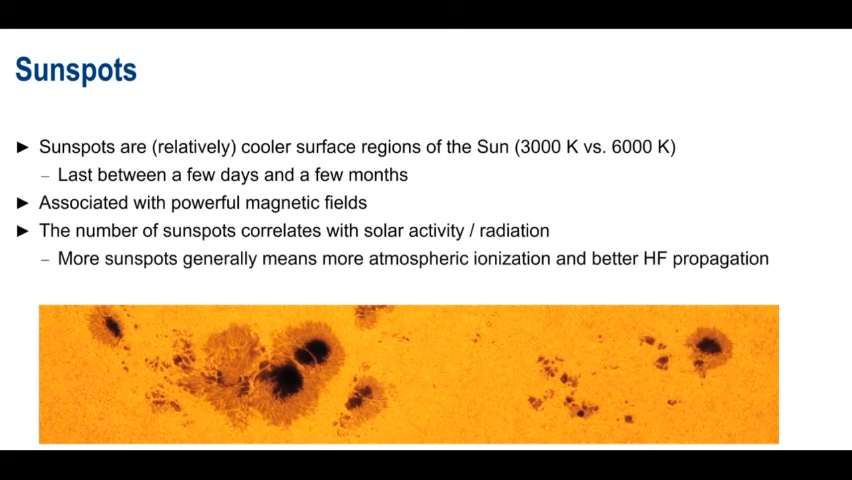 Sunspots
► Sunspots are (relatively) cooler surface regions of the Sun (3000 K vs. 6000 K)
– Last between a few days and a few months
► Associated with powerful magnetic fields
► The number of sunspots correlates with solar activity / radiation
– More sunspots generally means more atmospheric ionization and better HF propagation